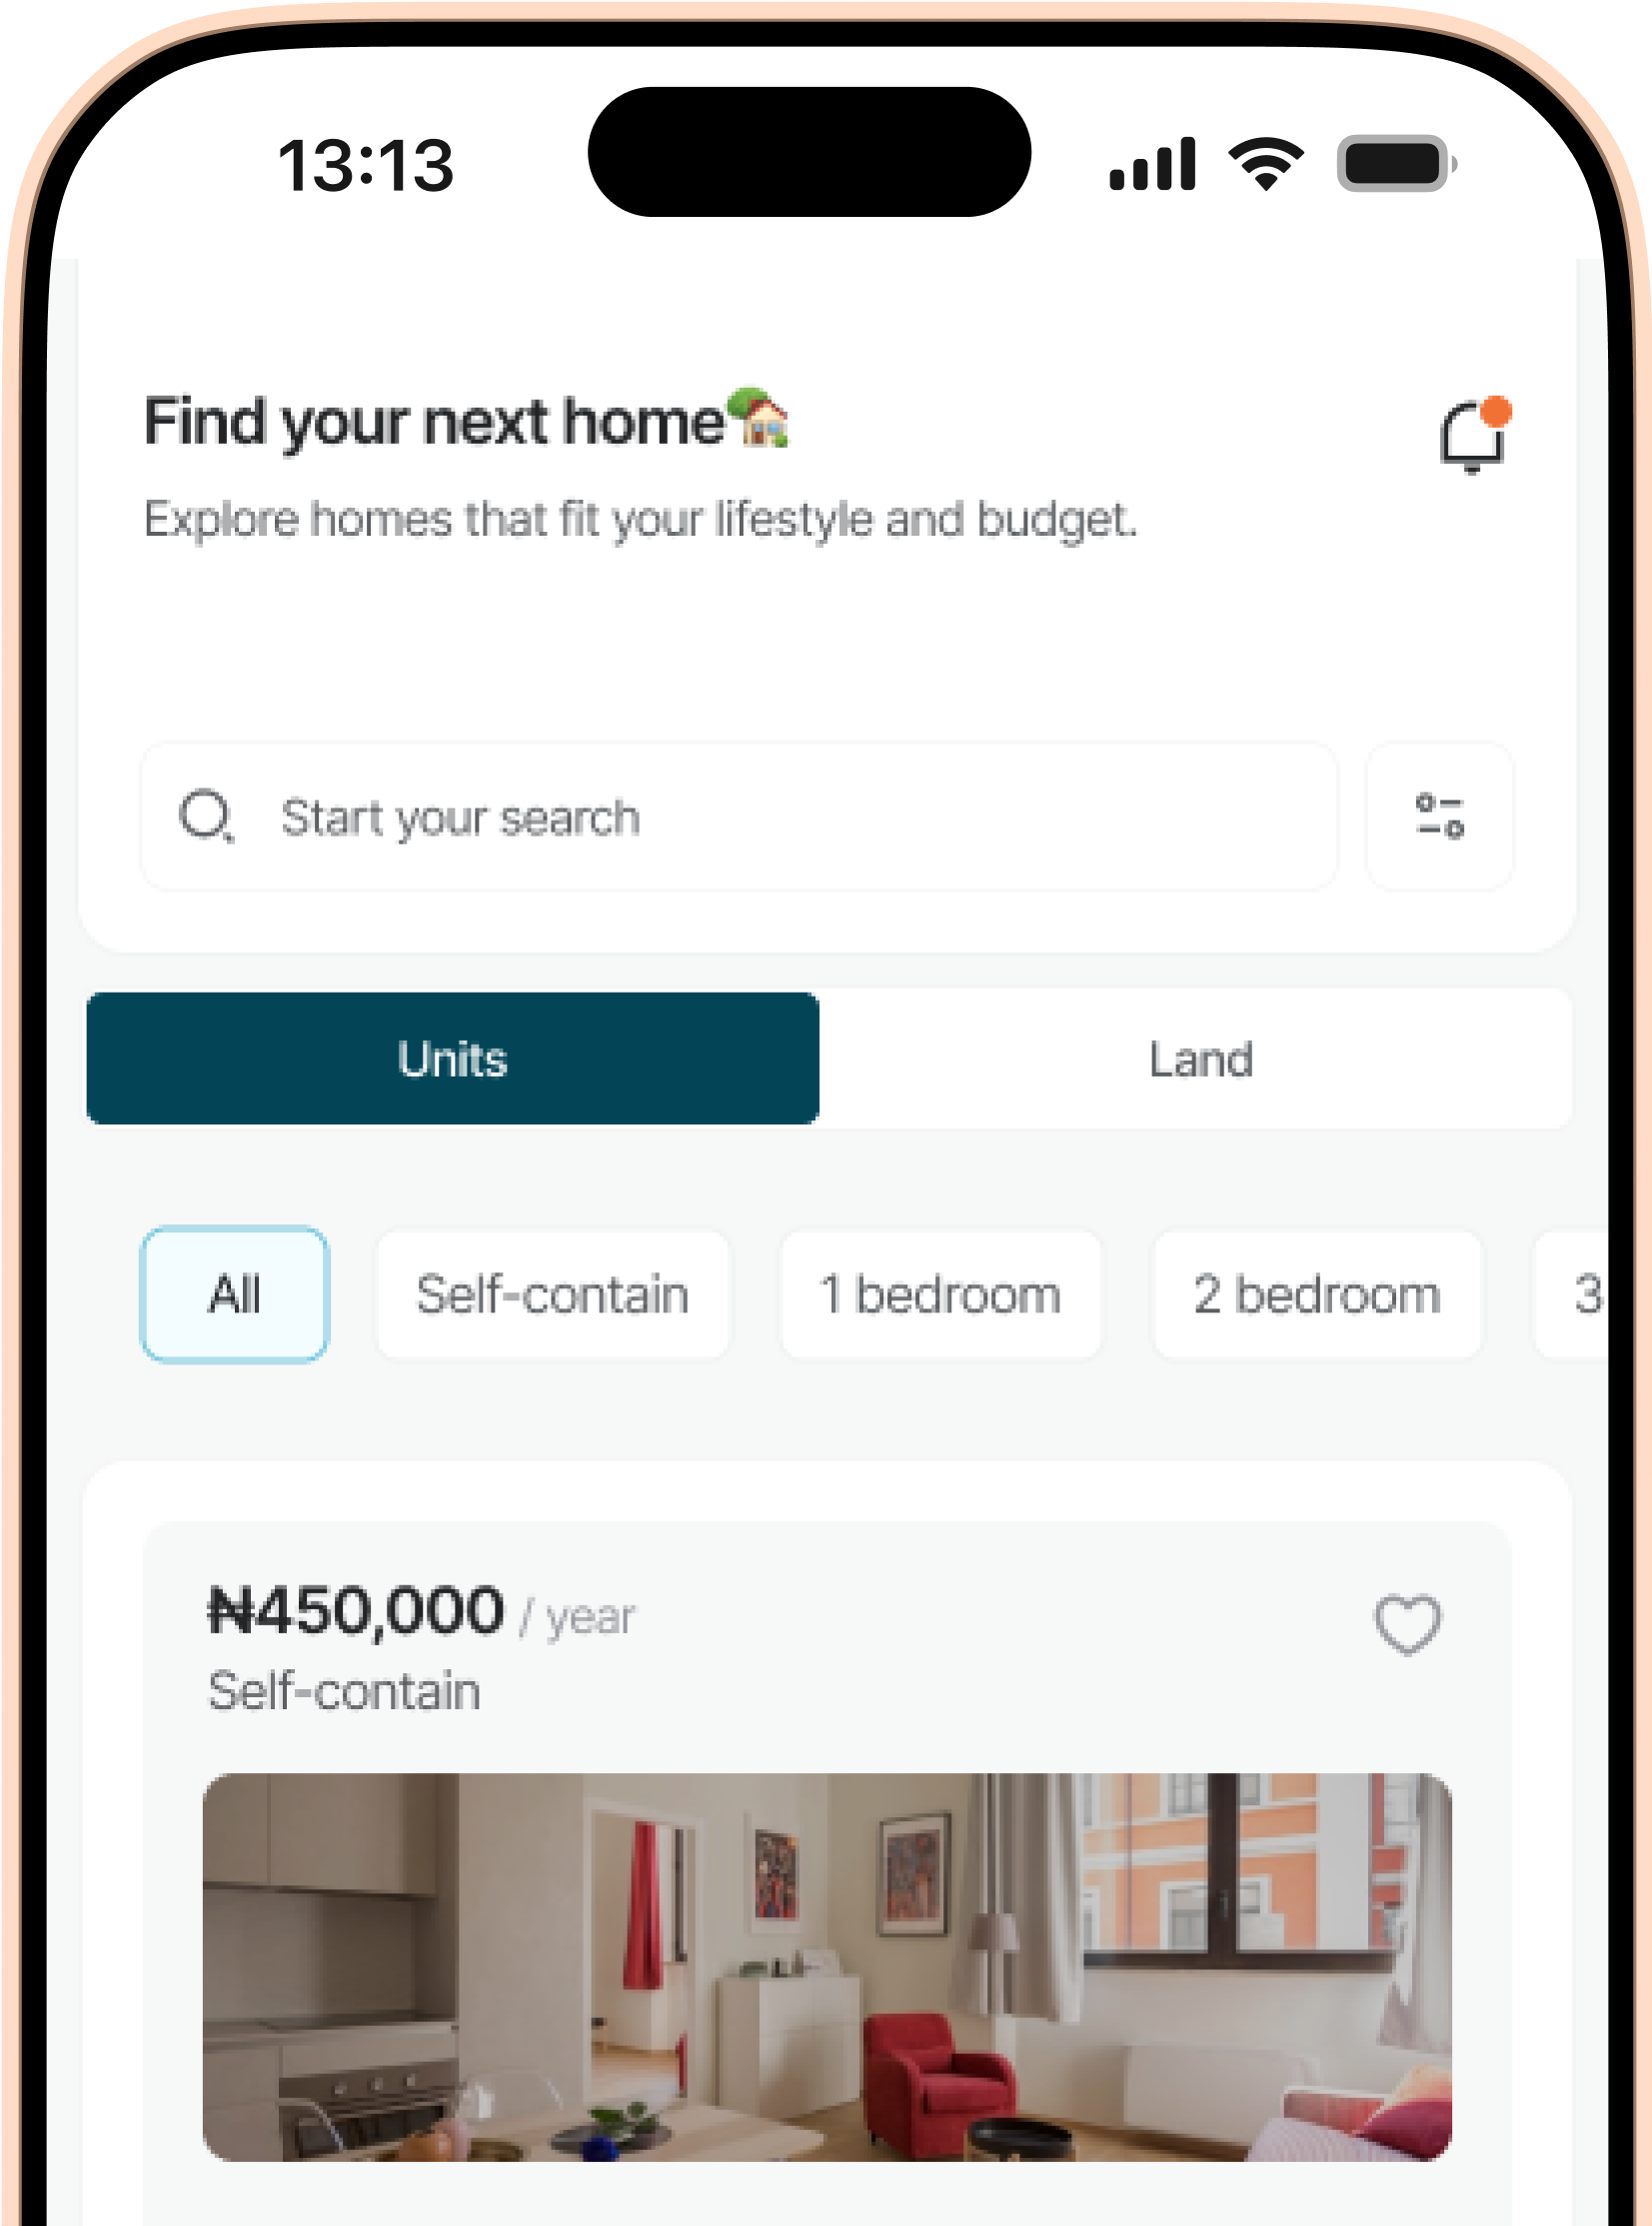 13:13
Find your next home🏡
Explore homes that fit your lifestyle and budget.
Start your search
Units Land
All Self-contain 1 bedroom 2 bedroom 3
₦450,000 / year
Self-contain